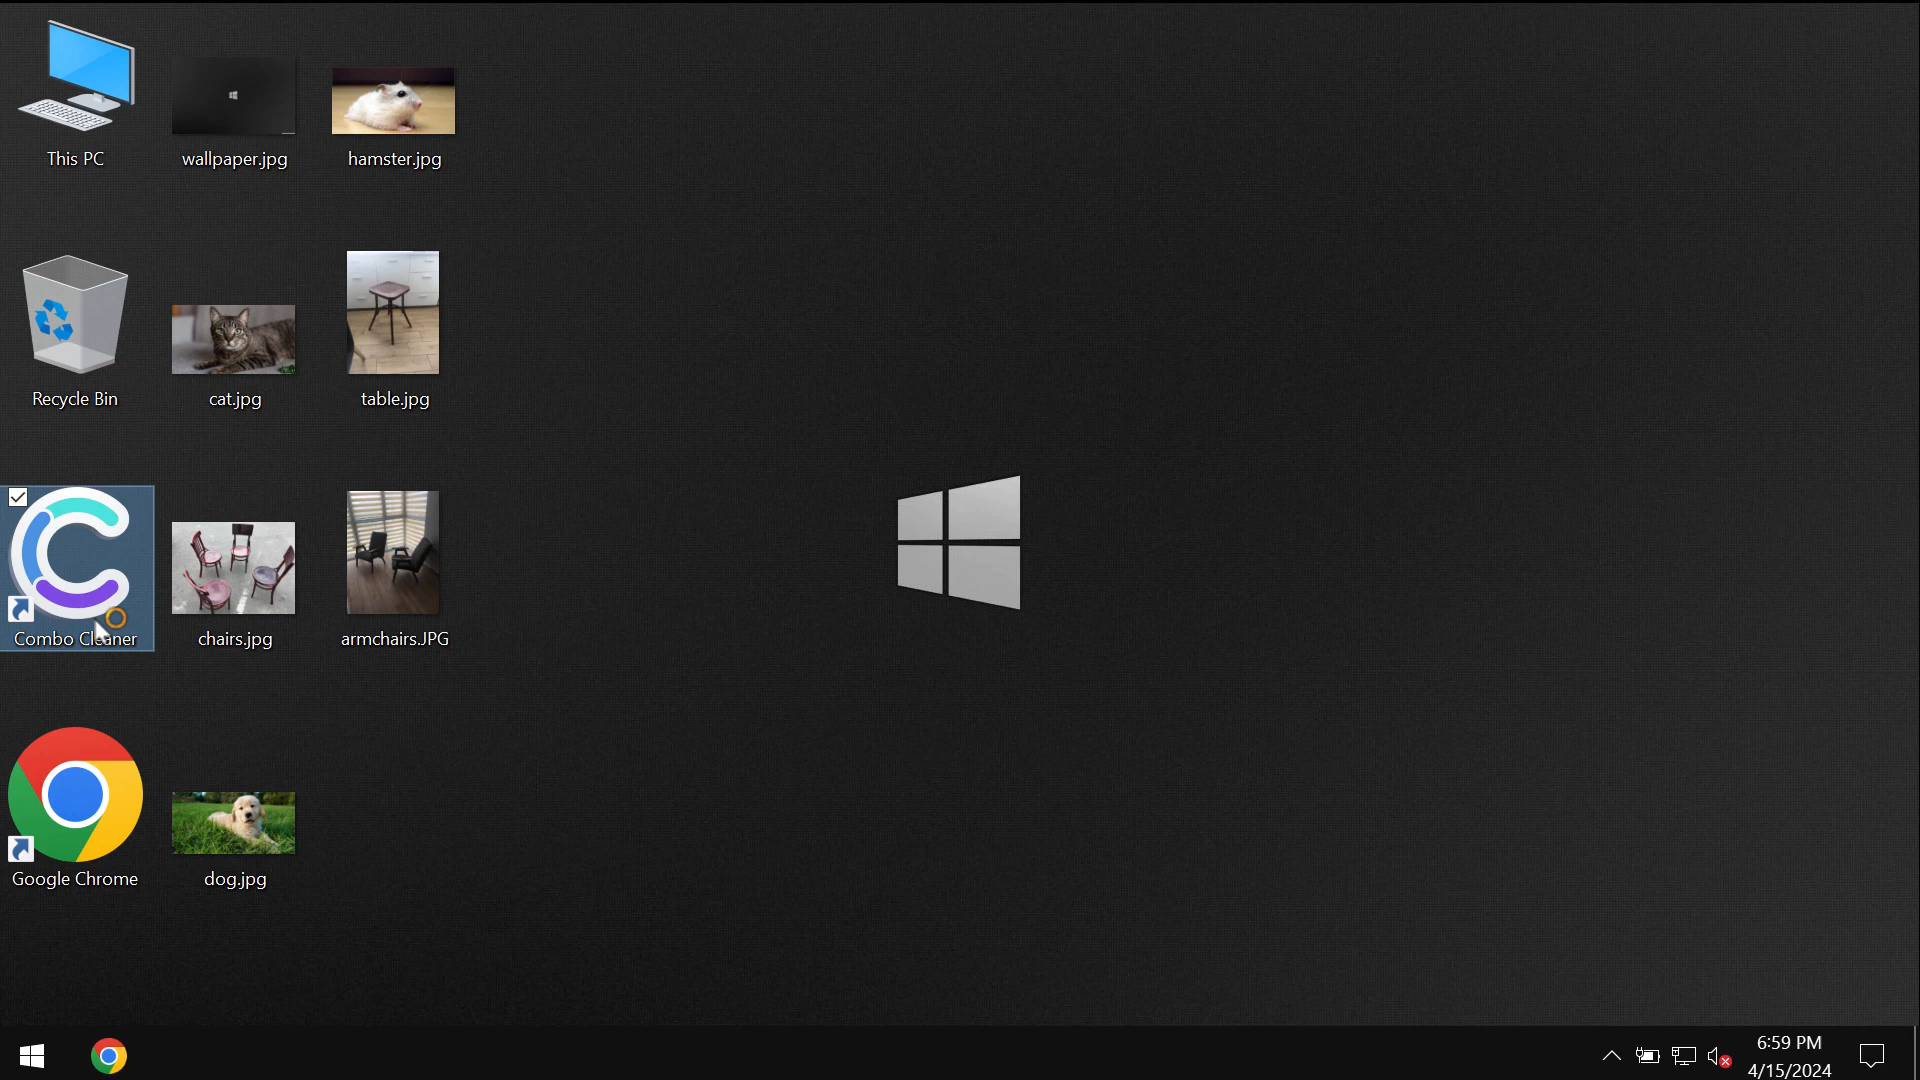 This PC
wallpaper.jpg
hamster.jpg
Recycle Bin
cat.jpg
table.jpg
Combo Cleaner
chairs.jpg
armchairs.JPG
Google Chrome
dog.jpg
6:59 PM
4/15/2024